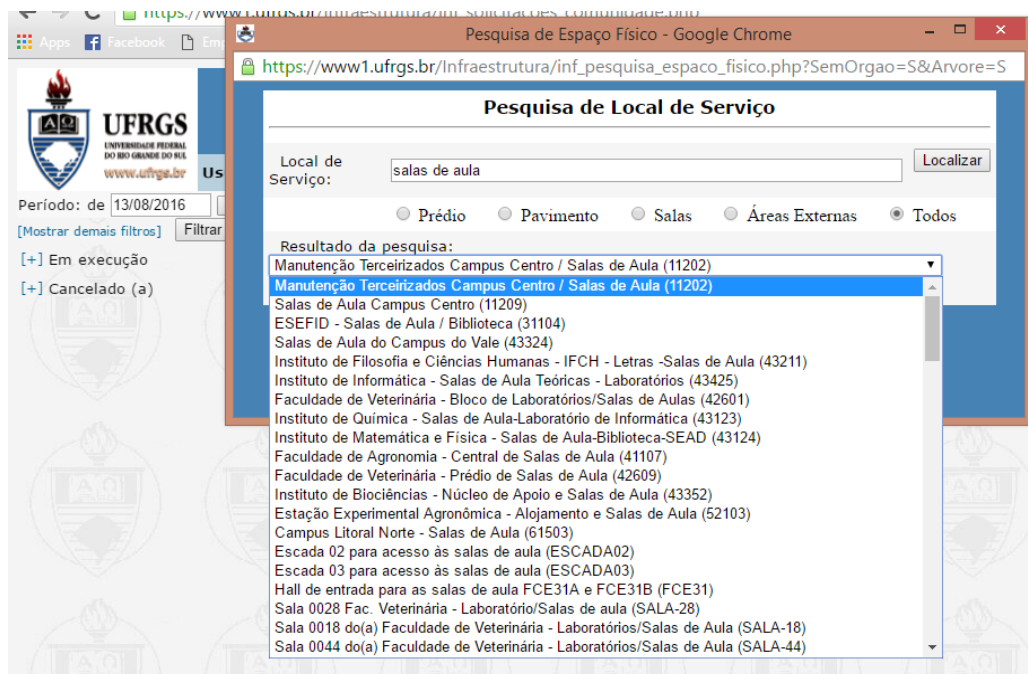 https://www1.ufrgs.br/Infraestrutura/inf_solicitacoes_comunidade.php
Apps Facebook Emp
Pesquisa de Espaço Físico - Google Chrome
https://www1.ufrgs.br/Infraestrutura/inf_pesquisa_espaco_fisico.php?SemOrgao=S&Arvore=S
UFRGS
UNIVERSIDADE FEDERAL
DO RIO GRANDE DO SUL
www.ufrgs.br
Us
Período: de 13/08/2016
[Mostrar demais filtros] Filtrar
[+] Em execução
[+] Cancelado (a)
Pesquisa de Local de Serviço
Local de
Serviço:
salas de aula
Localizar
Prédio Pavimento Salas Áreas Externas Todos
Resultado da pesquisa:
Manutenção Terceirizados Campus Centro / Salas de Aula (11202)
Manutenção Terceirizados Campus Centro / Salas de Aula (11202)
Salas de Aula Campus Centro (11209)
ESEFID - Salas de Aula / Biblioteca (31104)
Salas de Aula do Campus do Vale (43324)
Instituto de Filosofia e Ciências Humanas - IFCH - Letras -Salas de Aula (43211)
Instituto de Informática - Salas de Aula Teóricas - Laboratórios (43425)
Faculdade de Veterinária - Bloco de Laboratórios/Salas de Aulas (42601)
Instituto de Química - Salas de Aula-Laboratório de Informática (43123)
Instituto de Matemática e Física - Salas de Aula-Biblioteca-SEAD (43124)
Faculdade de Agronomia - Central de Salas de Aula (41107)
Faculdade de Veterinária - Prédio de Salas de Aula (42609)
Instituto de Biociências - Núcleo de Apoio e Salas de Aula (43352)
Estação Experimental Agronômica - Alojamento e Salas de Aula (52103)
Campus Litoral Norte - Salas de Aula (61503)
Escada 02 para acesso às salas de aula (ESCADA02)
Escada 03 para acesso às salas de aula (ESCADA03)
Hall de entrada para as salas de aula FCE31A e FCE31B (FCE31)
Sala 0028 Fac. Veterinária - Laboratório/Salas de aula (SALA-28)
Sala 0018 do(a) Faculdade de Veterinária - Laboratórios/Salas de Aula (SALA-18)
Sala 0044 do(a) Faculdade de Veterinária - Laboratórios/Salas de Aula (SALA-44)